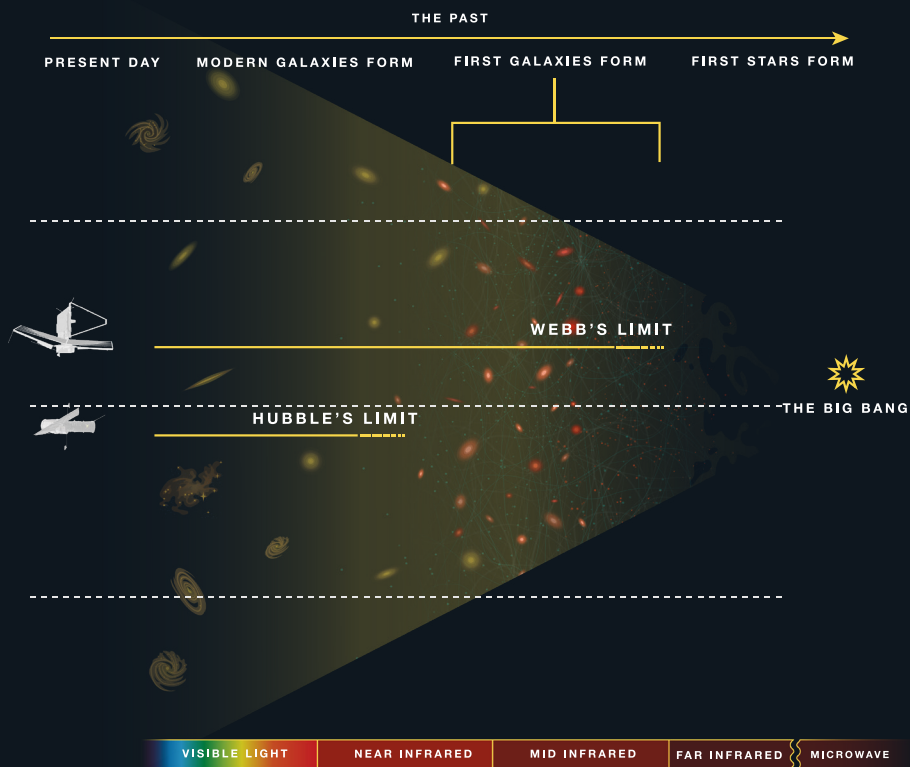 THE PAST
PRESENT DAY
MODERN GALAXIES FORM
FIRST GALAXIES FORM
FIRST STARS FORM
WEBB'S LIMIT
THE BIG BANG
HUBBLE'S LIMIT
VISIBLE LIGHT
NEAR INFRARED
MID INFRARED
FAR INFRARED
MICROWAVE